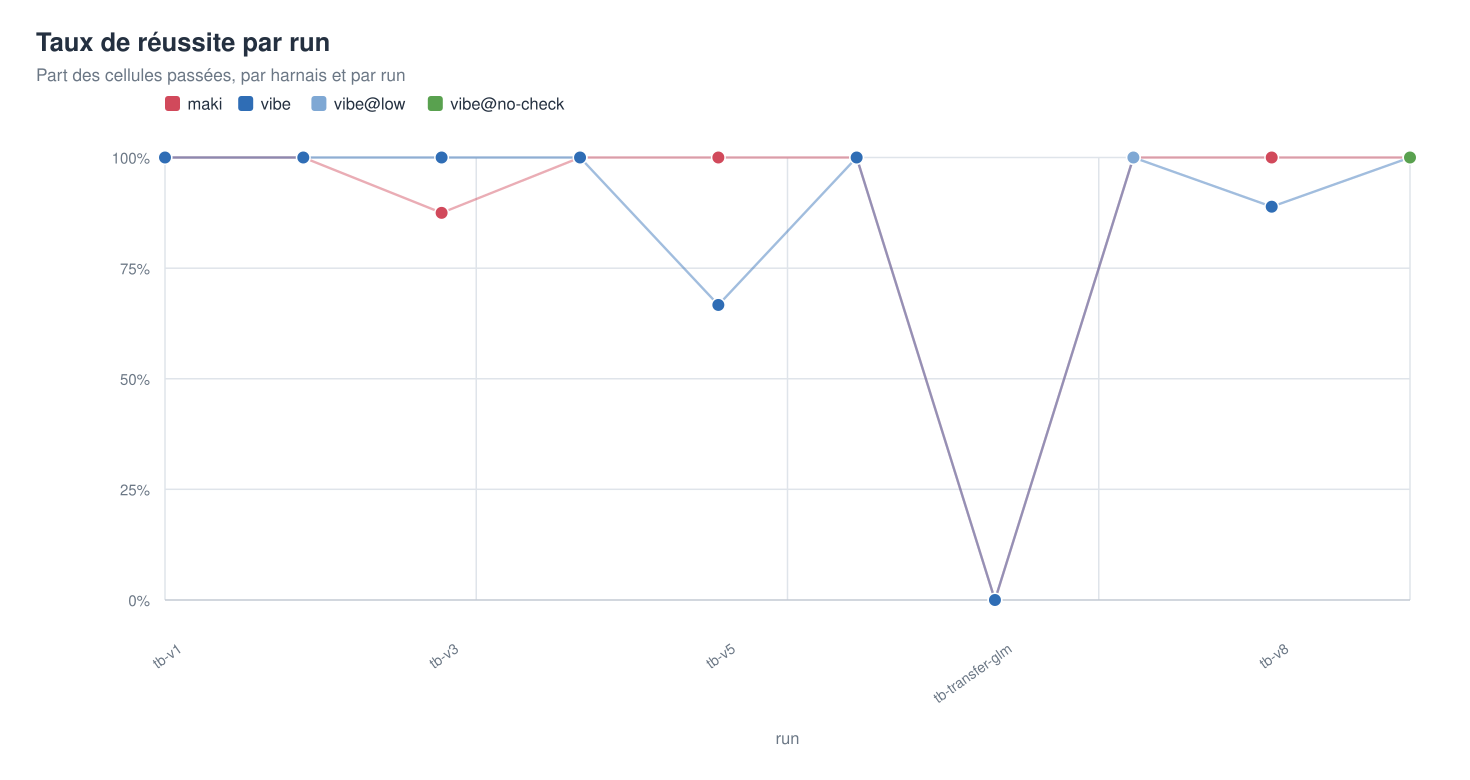 Taux de réussite par run
Part des cellules passées, par harnais et par run
maki vibe vibe@low vibe@no-check
100%
75%
50%
25%
0%
tb-v1 tb-v3 tb-v5 tb-transfer-glm tb-v8
run